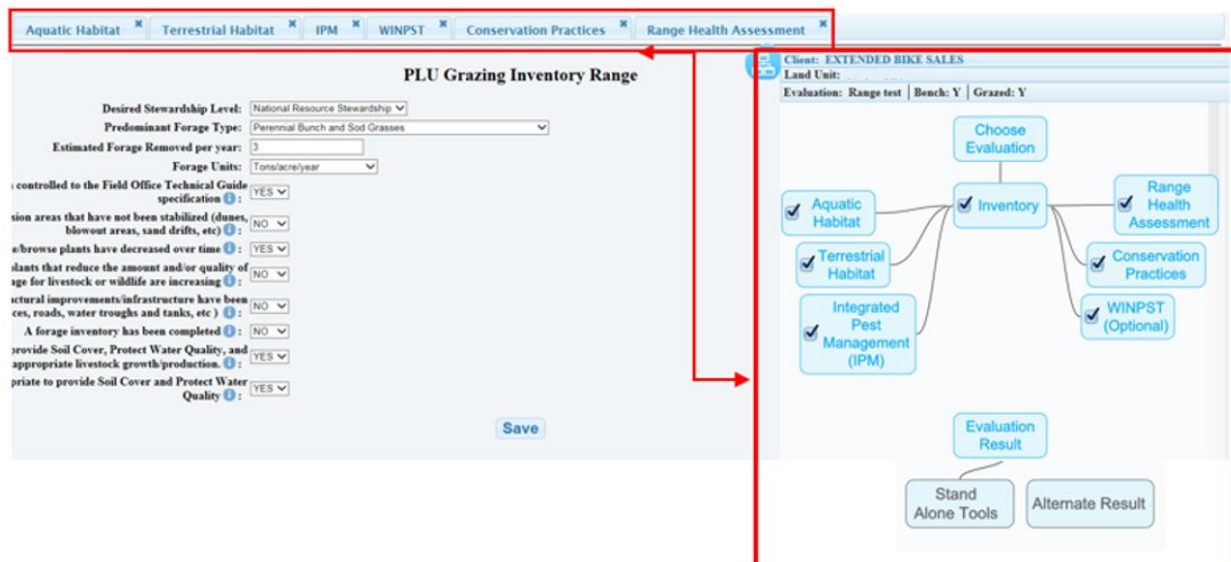 Aquatic Habitat Terrestrial Habitat IPM WINPST Conservation Practices Range Health Assessment
PLU Grazing Inventory Range
Desired Stewardship Level: National Resource Stewardship
Predominant Forage Type: Perennial Bunch and Sod Grasses
Estimated Forage Removed per year: 3
Forage Units: Tons/acre/year
controlled to the Field Office Technical Guide
specification : YES
areas that have not been stabilized (dunes,
blowout areas, sand drifts, etc) : NO
plants have decreased over time : YES
that reduce the amount and/or quality of
for livestock or wildlife are increasing : NO
improvements/infrastructure have been
roads, water troughs and tanks, etc ) : NO
A forage inventory has been completed : NO
provide Soil Cover, Protect Water Quality, and
appropriate livestock growth/production. : YES
to provide Soil Cover and Protect Water
Quality : YES
Save
Client: EXTENDED BIKE SALES
Land Unit:
Evaluation: Range test | Bench: Y | Grazed: Y
Choose
Evaluation
Inventory
Aquatic
Habitat
Terrestrial
Habitat
Integrated
Pest
Management
(IPM)
Range
Health
Assessment
Conservation
Practices
WINPST
(Optional)
Evaluation
Result
Stand
Alone Tools
Alternate Result